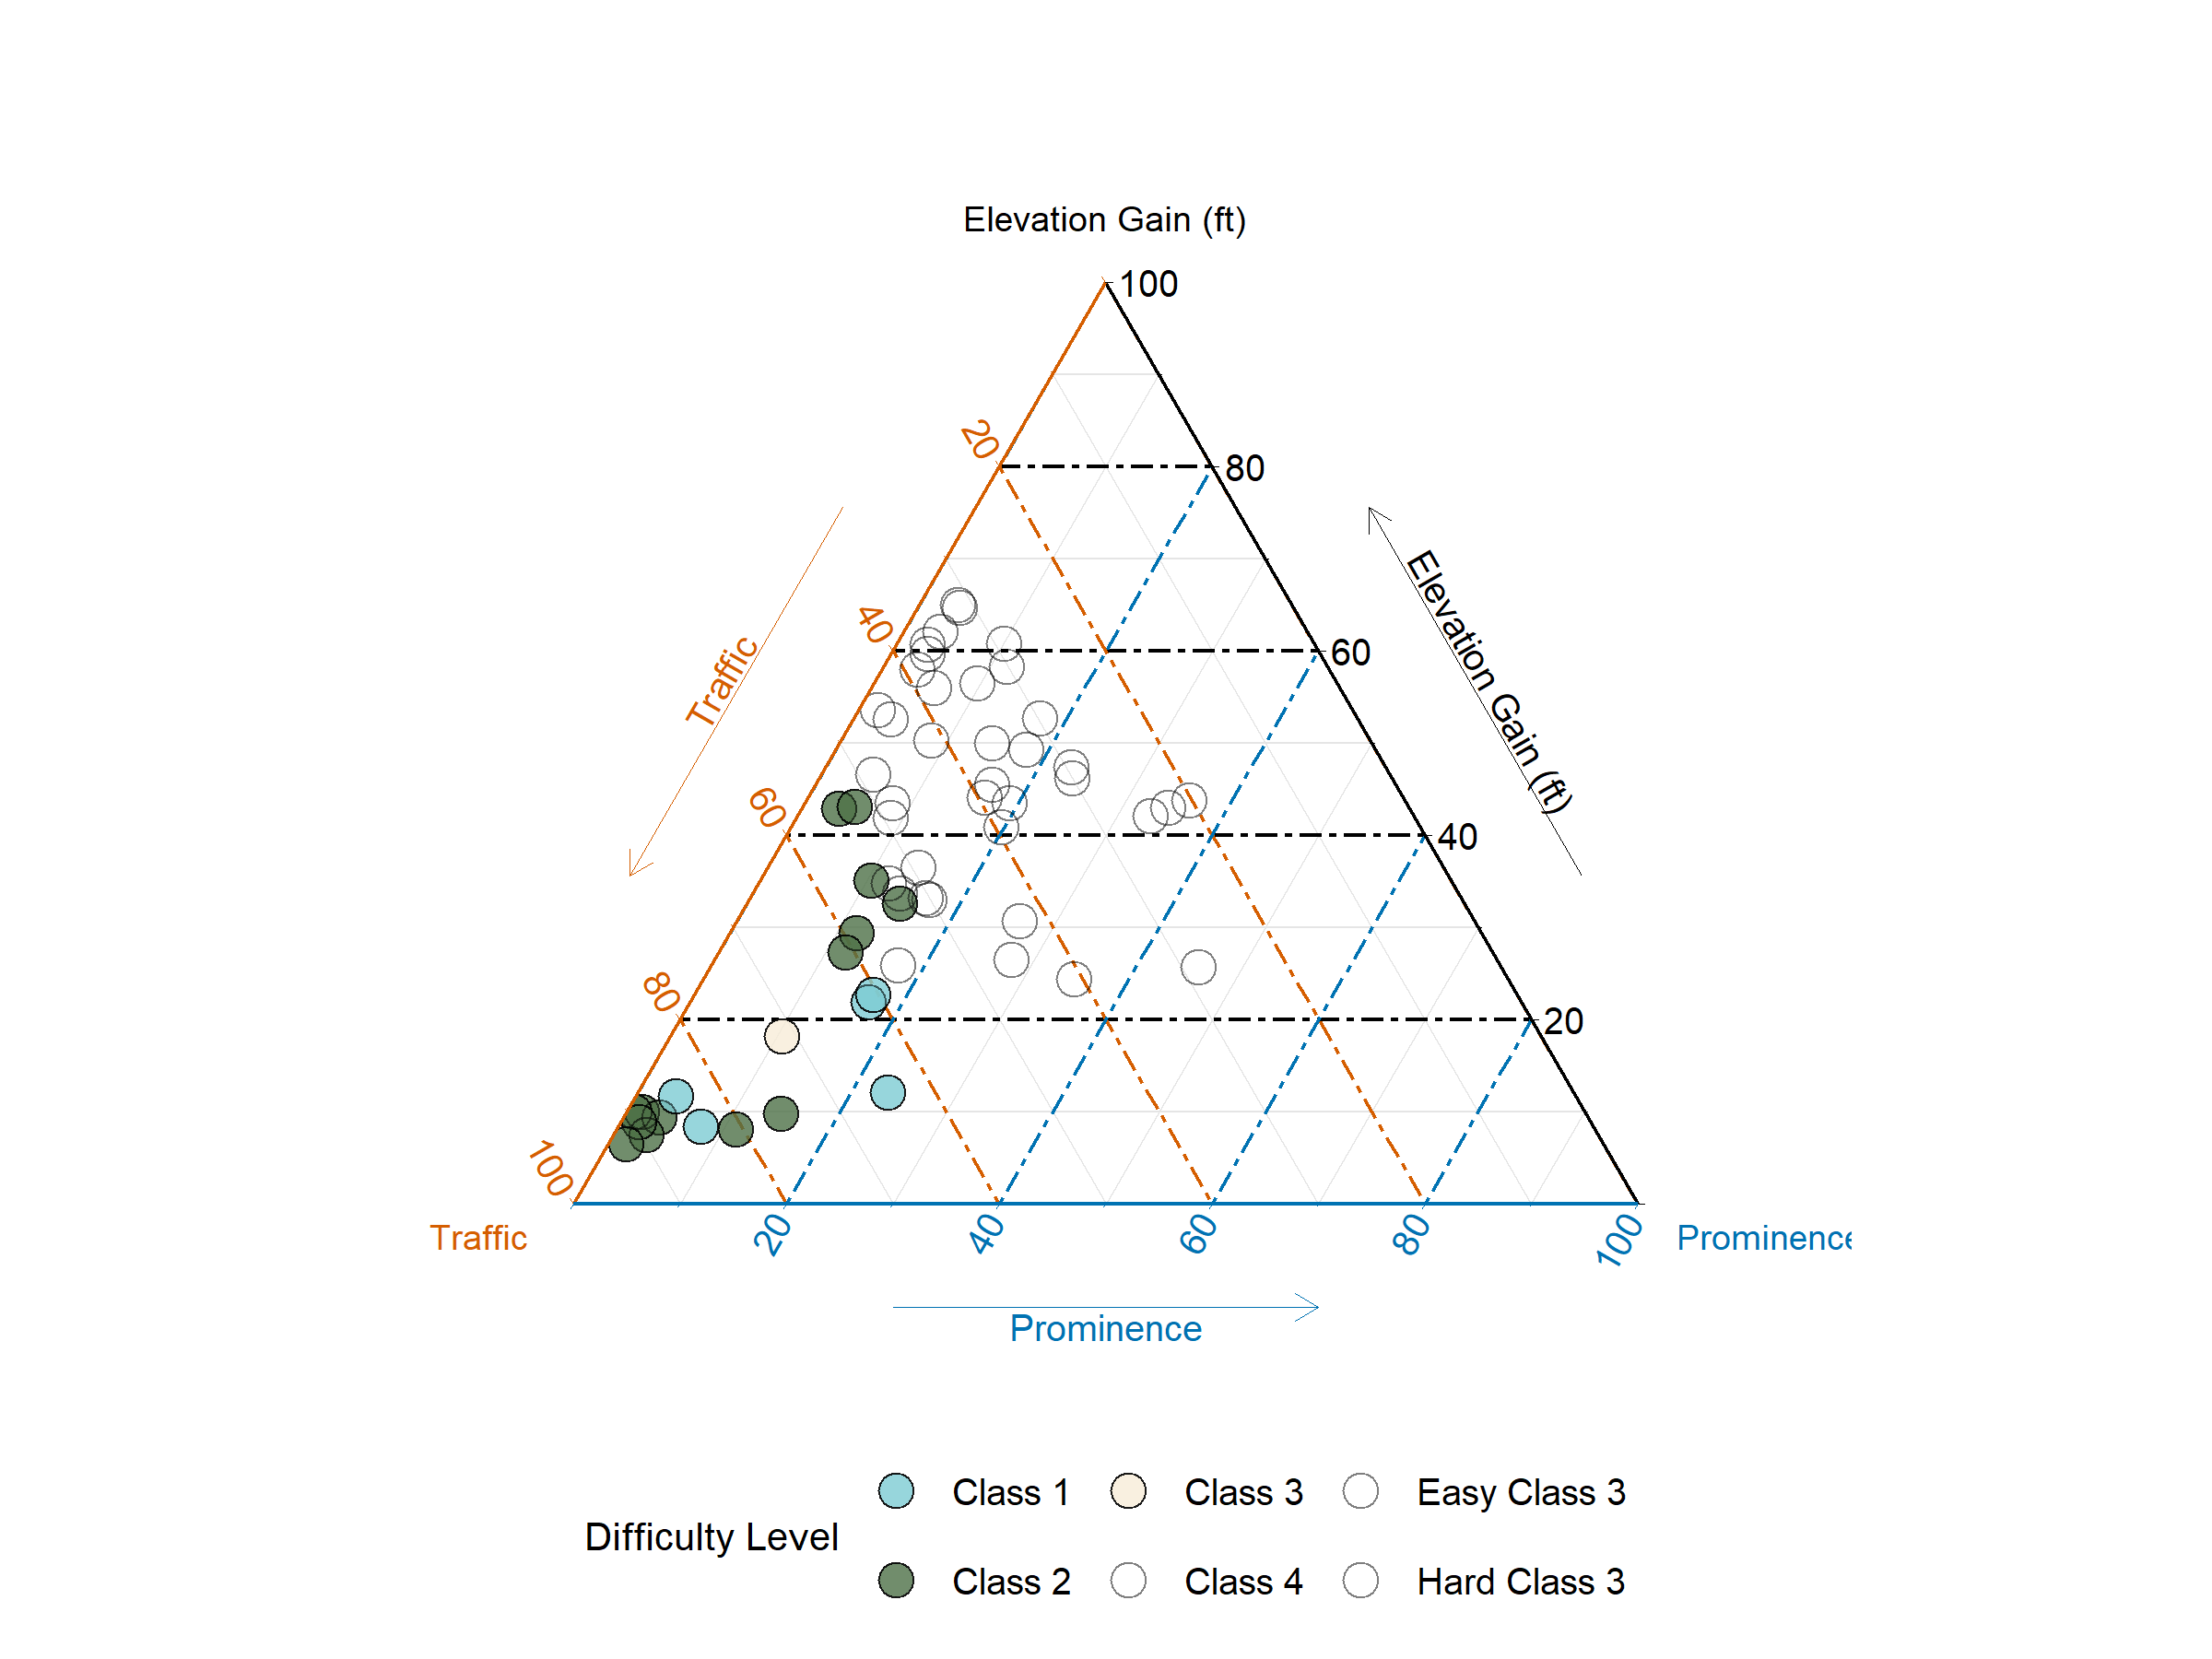 Elevation Gain (ft)
100
20
80
Traffic
40
60
Elevation Gain (ft)
60
40
80
20
100
Traffic
20
40
60
80
100
Prominence
Difficulty Level
Class 1
Class 3
Easy Class 3
Class 2
Class 4
Hard Class 3